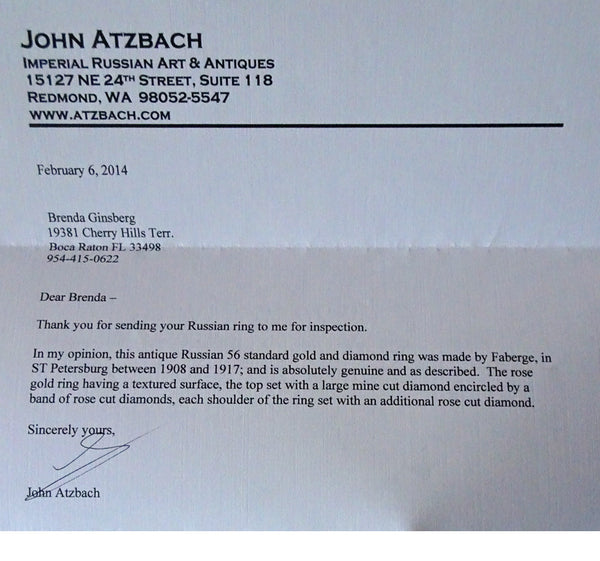 JOHN ATZBACH
IMPERIAL RUSSIAN ART & ANTIQUES
15127 NE 24TH STREET, SUITE 118
REDMOND, WA 98052-5547
WWW.ATZBACH.COM
February 6, 2014
Brenda Ginsberg
19381 Cherry Hills Terr.
Boca Raton FL 33498
954-415-0622
Dear Brenda –
Thank you for sending your Russian ring to me for inspection.
In my opinion, this antique Russian 56 standard gold and diamond ring was made by Faberge, in
ST Petersburg between 1908 and 1917; and is absolutely genuine and as described. The rose
gold ring having a textured surface, the top set with a large mine cut diamond encircled by a
band of rose cut diamonds, each shoulder of the ring set with an additional rose cut diamond.
Sincerely yours,
John Atzbach